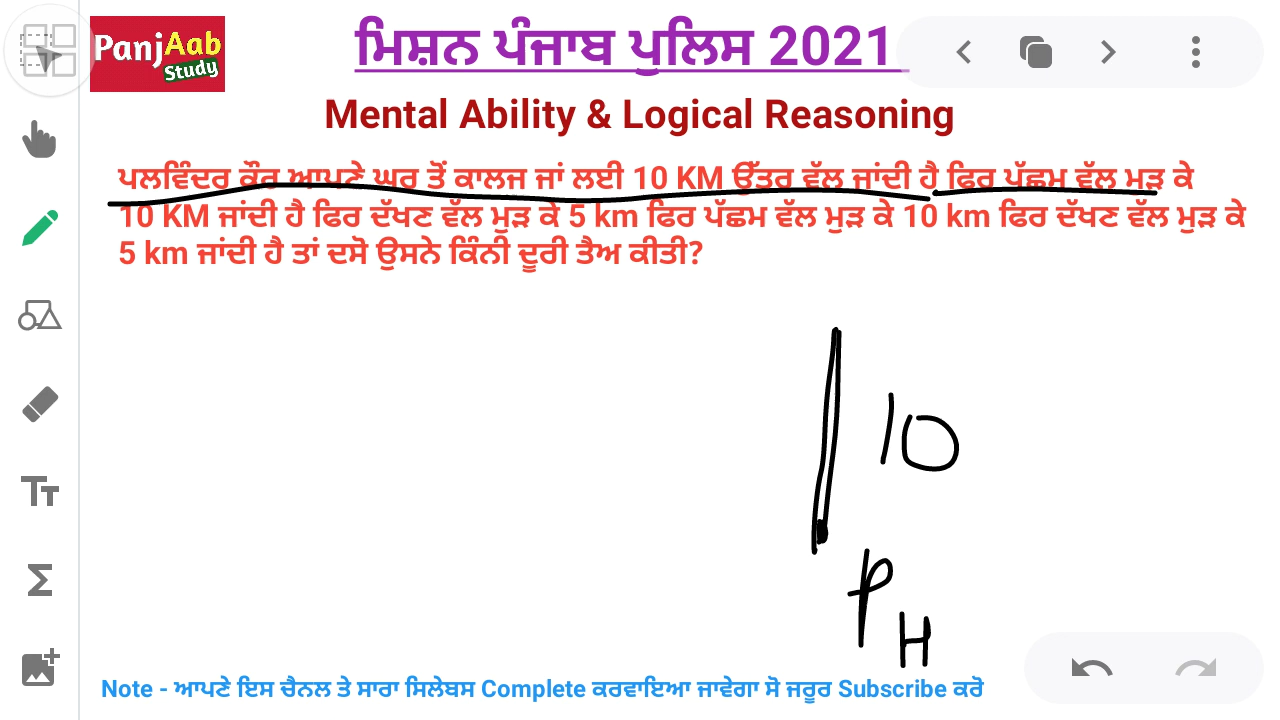 PanjAab
Study
ਮਿਸ਼ਨ ਪੰਜਾਬ ਪੁਲਿਸ 2021
Mental Ability & Logical Reasoning
ਪਲਵਿੰਦਰ ਕੌਰ ਆਪਣੇ ਘਰ ਤੋਂ ਕਾਲਜ ਜਾਂ ਲਈ 10 KM ਉੱਤਰ ਵੱਲ ਜਾਂਦੀ ਹੈ ਫਿਰ ਪੱਛਮ ਵੱਲ ਮੁੜ ਕੇ
10 KM ਜਾਂਦੀ ਹੈ ਫਿਰ ਦੱਖਣ ਵੱਲ ਮੁੜ ਕੇ 5 km ਫਿਰ ਪੱਛਮ ਵੱਲ ਮੁੜ ਕੇ 10 km ਫਿਰ ਦੱਖਣ ਵੱਲ ਮੁੜ ਕੇ
5 km ਜਾਂਦੀ ਹੈ ਤਾਂ ਦਸੋ ਉਸਨੇ ਕਿੰਨੀ ਦੂਰੀ ਤੈਅ ਕੀਤੀ?
10
P
H
Note - ਆਪਣੇ ਇਸ ਚੈਨਲ ਤੇ ਸਾਰਾ ਸਿਲੇਬਸ Complete ਕਰਵਾਇਆ ਜਾਵੇਗਾ ਸੋ ਜਰੂਰ Subscribe ਕਰੋ